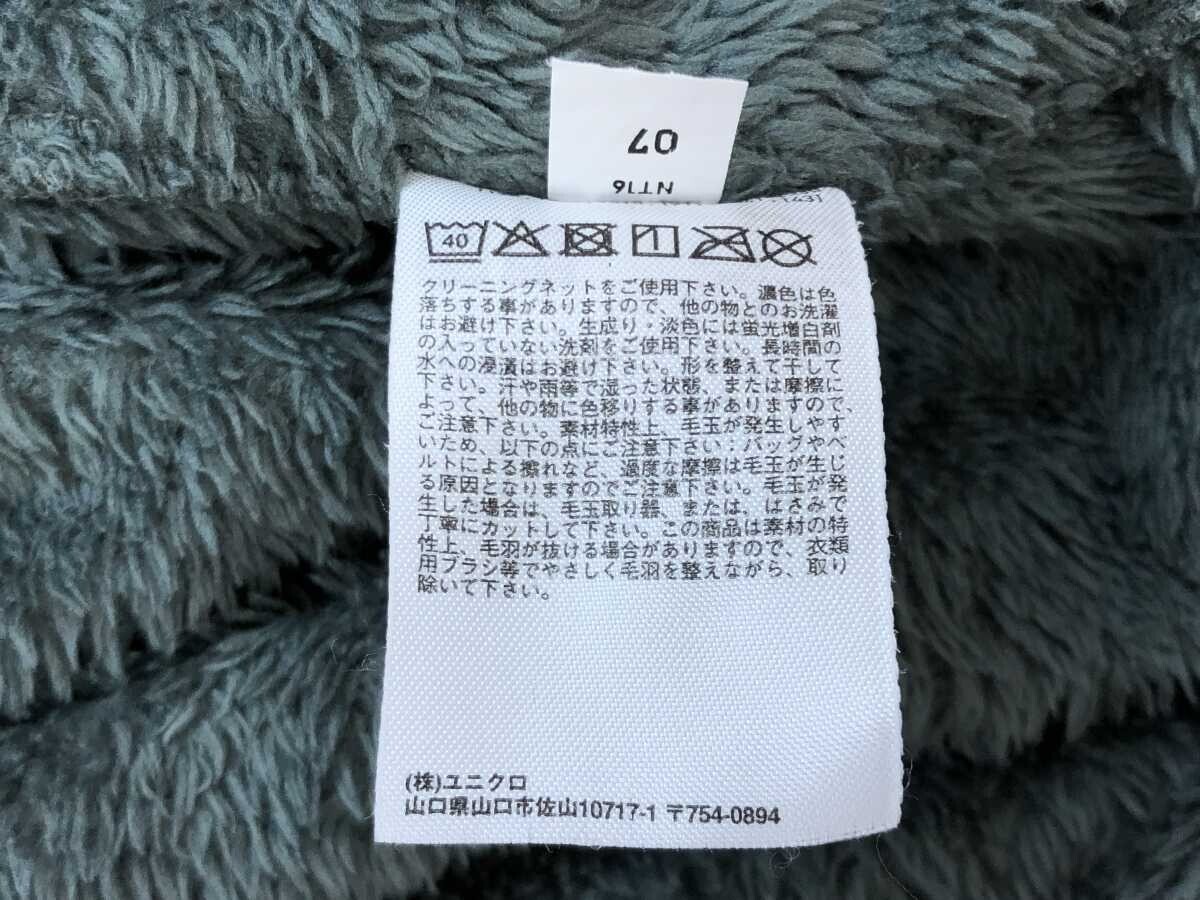 07
NT16
1431
40
クリーニングネットをご使用下さい。濃色は色
落ちする事がありますので、他の物とのお洗濯
はお避け下さい。生成り・淡色には蛍光増白剤
の入っていない洗剤をご使用下さい。長時間の
水への浸漬はお避け下さい。形を整えて干して
下さい。汗や雨等で湿った状態、または摩擦に
よって、他の物に色移りする事がありますので、
ご注意下さい。素材特性上、毛玉が発生しやす
いため、以下の点にご注意下さい:バッグやベ
ルトによる擦れなど、過度な摩擦は毛玉が生じ
る原因となりますのでご注意下さい。毛玉が発
生した場合は、毛玉取り器、または、はさみで
丁寧にカットして下さい。この商品は素材の特
性上、毛羽が抜ける場合がありますので、衣類
用ブラシ等でやさしく毛羽を整えながら、取り
除いて下さい。
(株)ユニクロ
山口県山口市佐山10717-1 〒754-0894